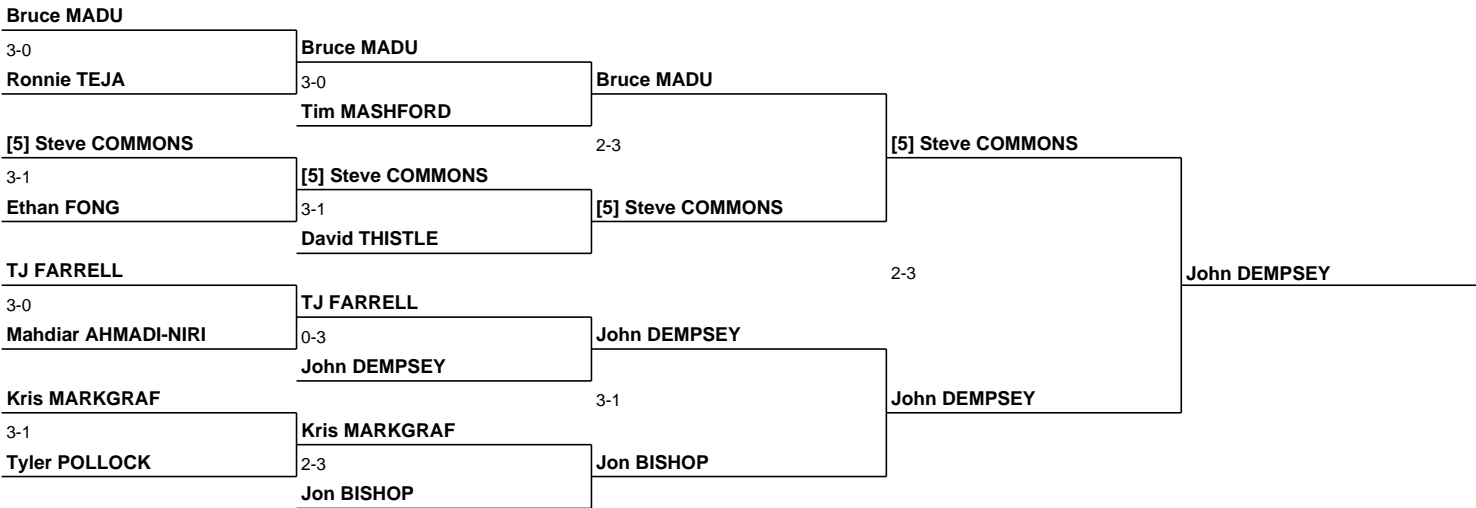 Bruce MADU
3-0
Bruce MADU
Ronnie TEJA
3-0
Bruce MADU
Tim MASHFORD
[5] Steve COMMONS
2-3
[5] Steve COMMONS
3-1
[5] Steve COMMONS
Ethan FONG
3-1
[5] Steve COMMONS
David THISTLE
TJ FARRELL
2-3
John DEMPSEY
3-0
TJ FARRELL
Mahdiar AHMADI-NIRI
0-3
John DEMPSEY
John DEMPSEY
Kris MARKGRAF
3-1
John DEMPSEY
3-1
Kris MARKGRAF
Tyler POLLOCK
2-3
Jon BISHOP
Jon BISHOP